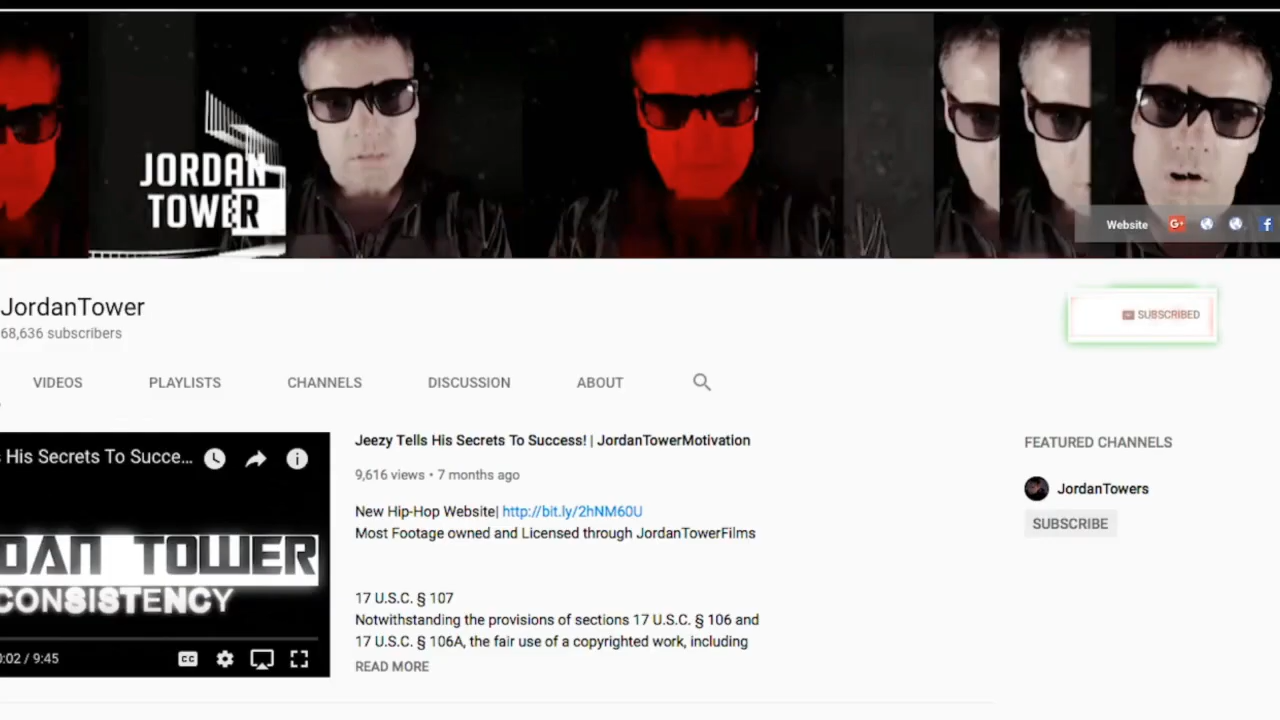 JORDAN
TOWER
Website
JordanTower
68,636 subscribers
SUBSCRIBED
VIDEOS
PLAYLISTS
CHANNELS
DISCUSSION
ABOUT
His Secrets To Succe...
DAN TOWER
CONSISTENCY
0:02 / 9:45
CC
Jeezy Tells His Secrets To Success! | JordanTowerMotivation
9,616 views • 7 months ago
New Hip-Hop Website| http://bit.ly/2hNM60U
Most Footage owned and Licensed through JordanTowerFilms
17 U.S.C. § 107
Notwithstanding the provisions of sections 17 U.S.C. § 106 and
17 U.S.C. § 106A, the fair use of a copyrighted work, including
READ MORE
FEATURED CHANNELS
JordanTowers
SUBSCRIBE